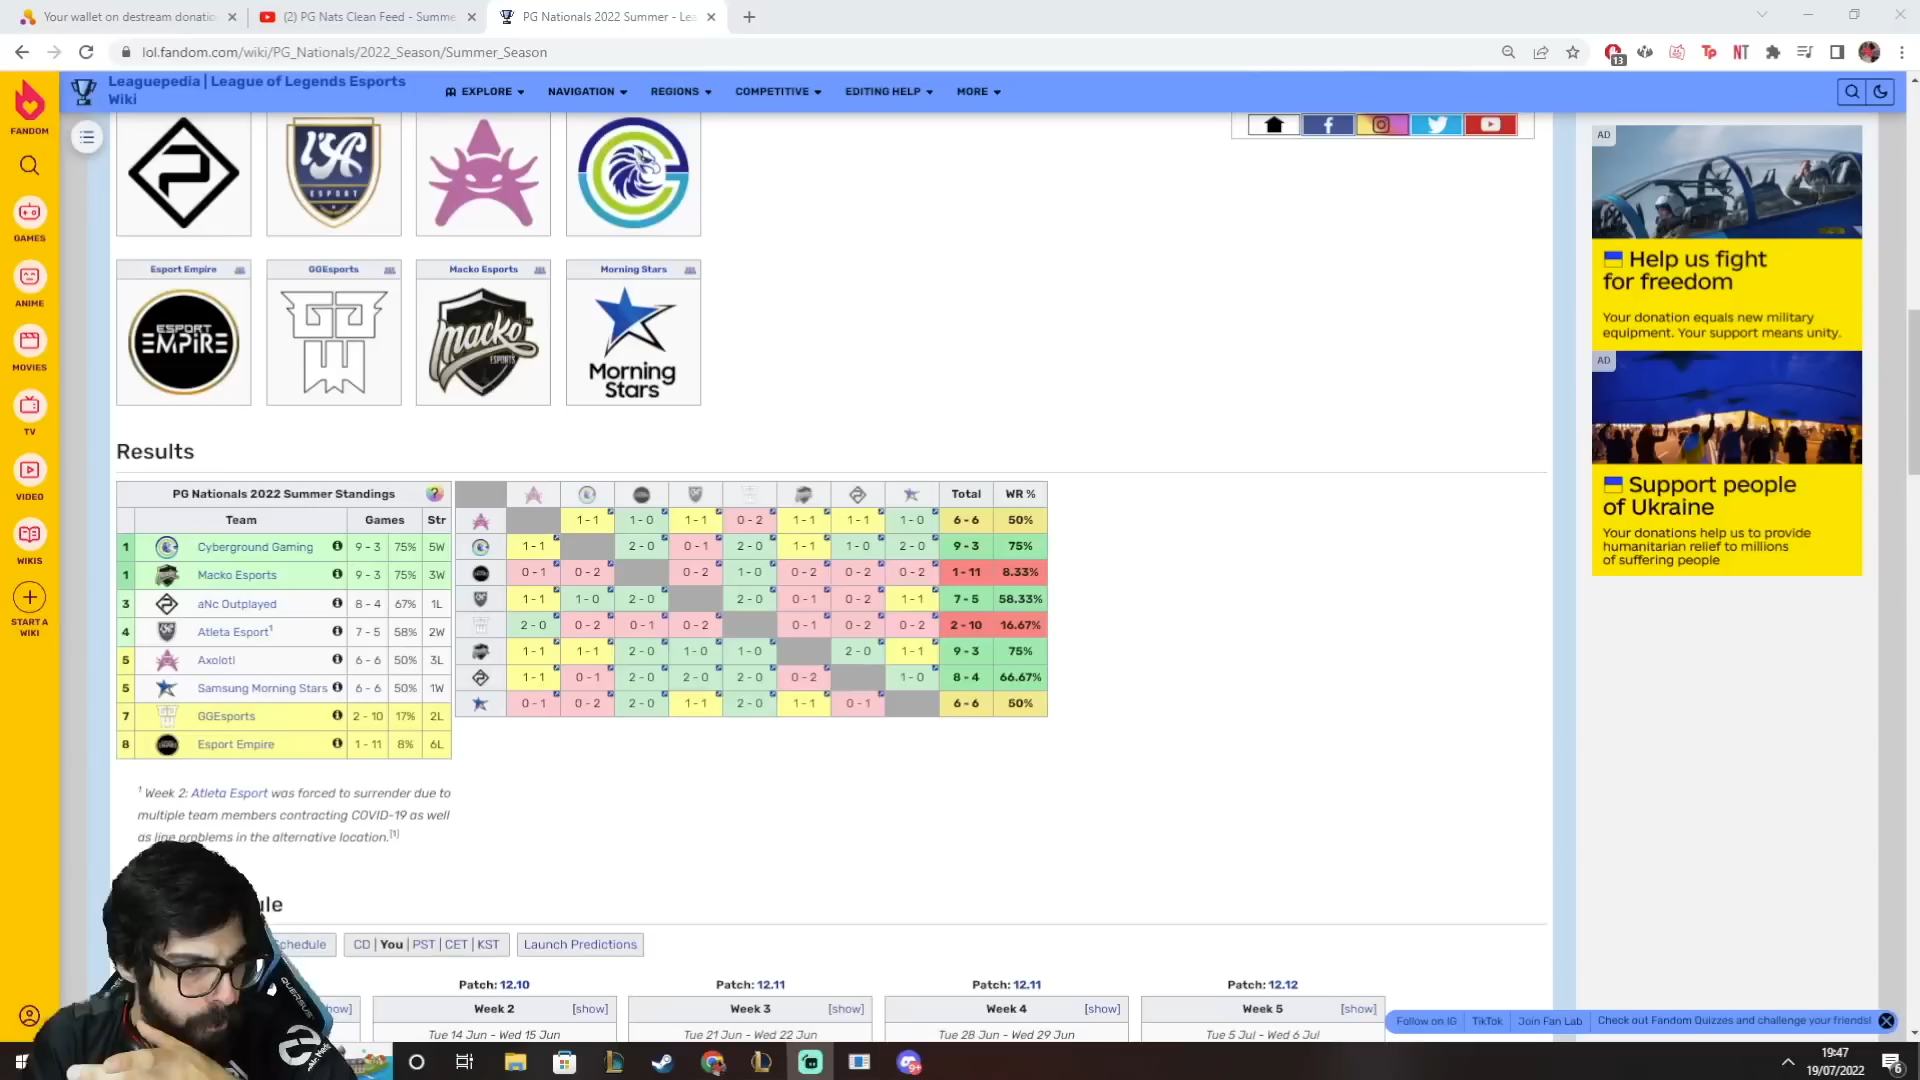 Your wallet on destream donatio
(2) PG Nats Clean Feed - Summe
PG Nationals 2022 Summer - Lea
lol.fandom.com/wiki/PG_Nationals/2022_Season/Summer_Season
13
TP
NT
Leaguepedia | League of Legends Esports
Wiki
EXPLORE
NAVIGATION
REGIONS
COMPETITIVE
EDITING HELP
MORE
FANDOM
GAMES
ANIME
MOVIES
TV
VIDEO
WIKIS
START A
WIKI
L'A
ESPORT
Esport Empire
GGEsports
Macko Esports
Morning Stars
ESPORT
EMPIRE
macko
ESPORTS
Morning
Stars
Results
PG Nationals 2022 Summer Standings ?
Team Games Str
1 Cyberground Gaming 9 - 3 75% 5W
1 Macko Esports 9 - 3 75% 3W
3 aNc Outplayed 8 - 4 67% 1L
4 Atleta Esport1 7 - 5 58% 2W
5 Axolotl 6 - 6 50% 3L
5 Samsung Morning Stars 6 - 6 50% 1W
7 GGEsports 2 - 10 17% 2L
8 Esport Empire 1 - 11 8% 6L
Total WR %
1 - 1 1 - 0 1 - 1 0 - 2 1 - 1 1 - 1 1 - 0 6 - 6 50%
1 - 1 2 - 0 0 - 1 2 - 0 1 - 1 1 - 0 2 - 0 9 - 3 75%
0 - 1 0 - 2 0 - 2 1 - 0 0 - 2 0 - 2 0 - 2 1 - 11 8.33%
1 - 1 1 - 0 2 - 0 2 - 0 0 - 1 0 - 2 1 - 1 7 - 5 58.33%
2 - 0 0 - 2 0 - 1 0 - 2 0 - 1 0 - 2 0 - 2 2 - 10 16.67%
1 - 1 1 - 1 2 - 0 1 - 0 1 - 0 2 - 0 1 - 1 9 - 3 75%
1 - 1 0 - 1 2 - 0 2 - 0 2 - 0 0 - 2 1 - 0 8 - 4 66.67%
0 - 1 0 - 2 2 - 0 1 - 1 2 - 0 1 - 1 0 - 1 6 - 6 50%
1 Week 2: Atleta Esport was forced to surrender due to
multiple team members contracting COVID-19 as well
as line problems in the alternative location.[1]
ule
Schedule
CD | You | PST | CET | KST
Launch Predictions
Patch: 12.10
Patch: 12.11
Patch: 12.11
Patch: 12.12
how]
Week 2 [show]
Week 3 [show]
Week 4 [show]
Week 5 [show]
Tue 14 Jun - Wed 15 Jun
Tue 21 Jun - Wed 22 Jun
Tue 28 Jun - Wed 29 Jun
Tue 5 Jul - Wed 6 Jul
AD
Help us fight
for freedom
Your donation equals new military
equipment. Your support means unity.
AD
Support people
of Ukraine
Your donations help us to provide
humanitarian relief to millions
of suffering people
Follow on IG
TikTok
Join Fan Lab
Check out Fandom Quizzes and challenge your friends!
QUERSUS
9+
19:47
19/07/2022
6